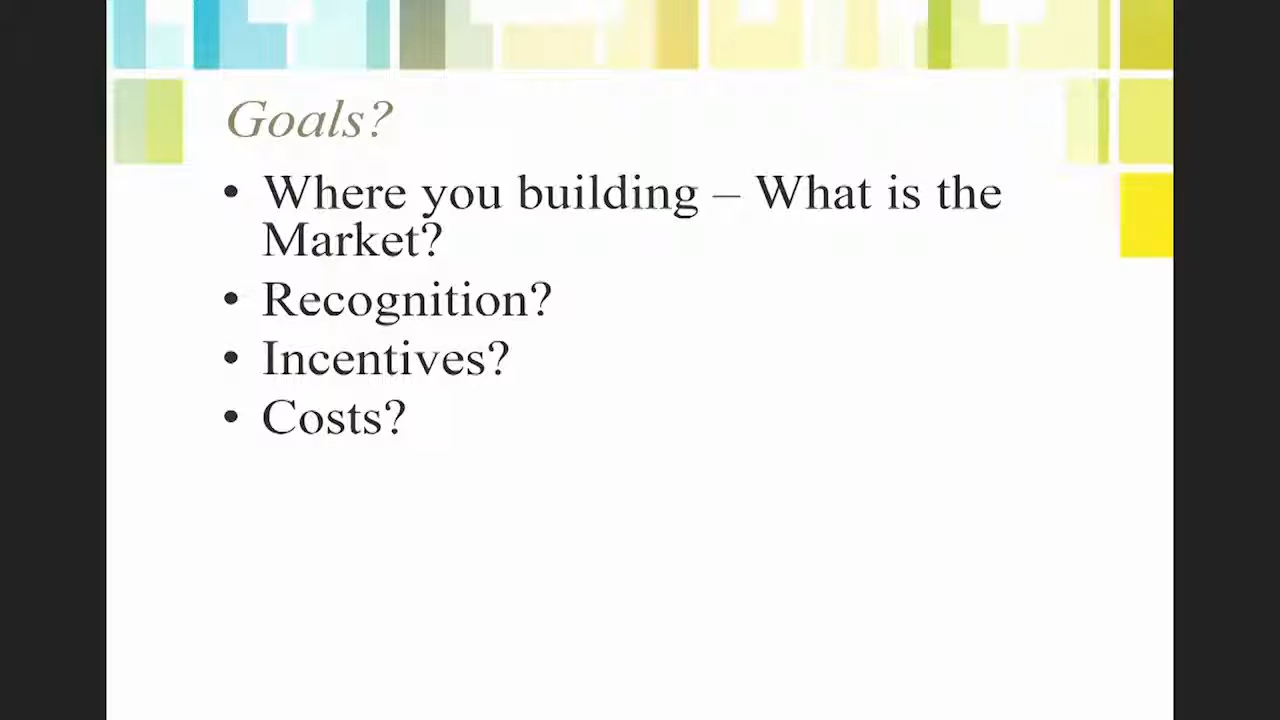 Goals?
• Where you building – What is the
Market?
• Recognition?
• Incentives?
• Costs?